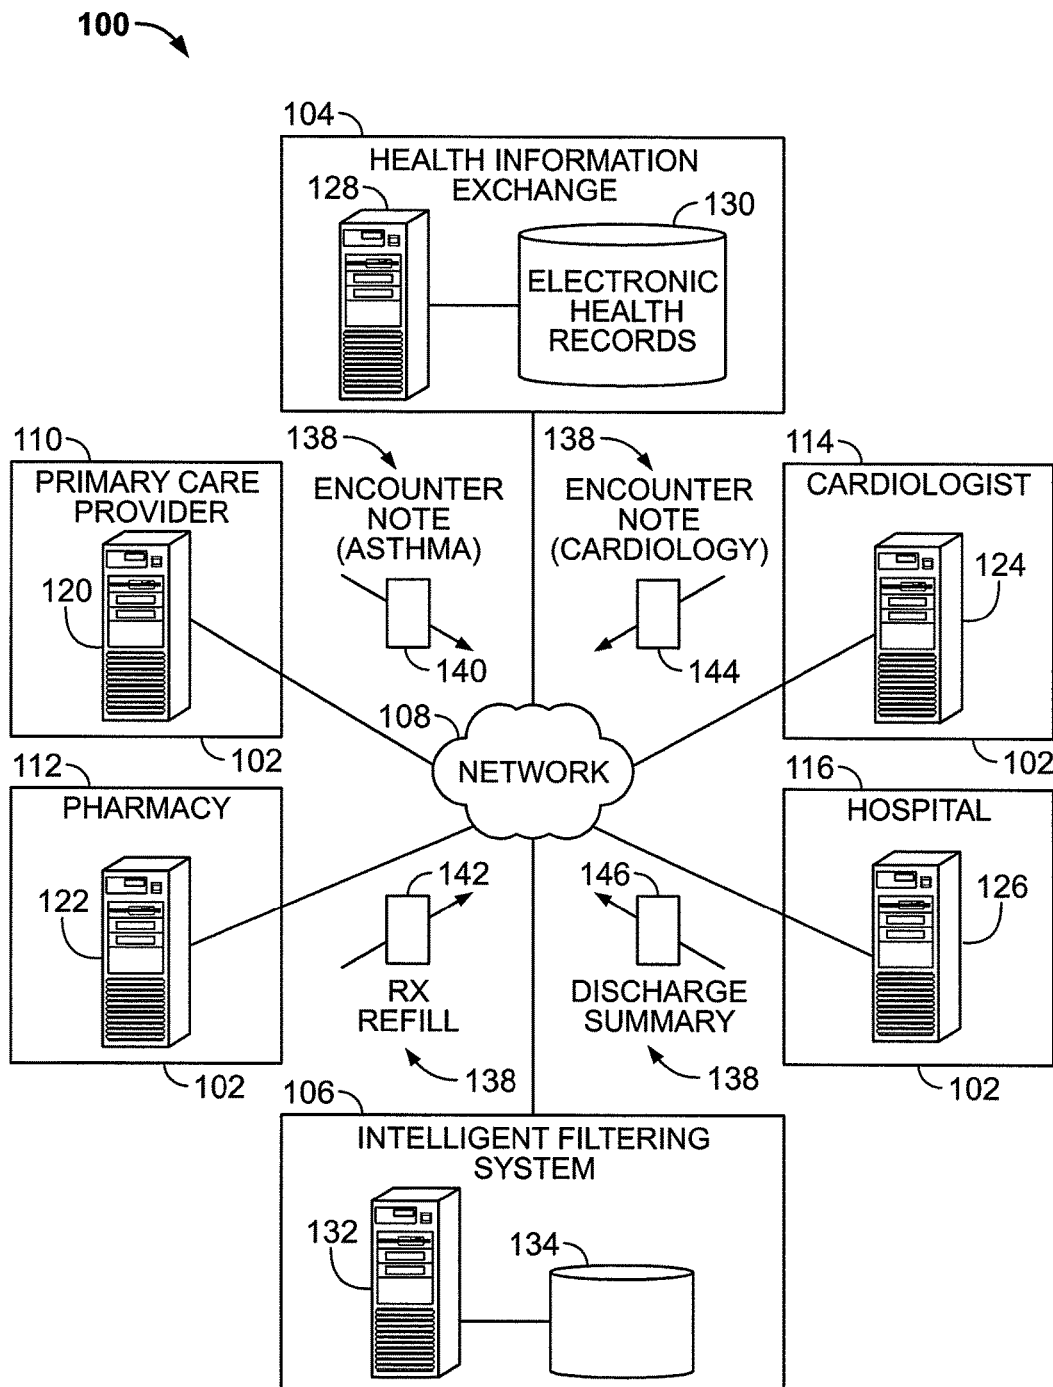 100
104
HEALTH INFORMATION
EXCHANGE
128
130
ELECTRONIC
HEALTH
RECORDS
110
PRIMARY CARE
PROVIDER
120
102
138
ENCOUNTER
NOTE
(ASTHMA)
140
138
ENCOUNTER
NOTE
(CARDIOLOGY)
144
114
CARDIOLOGIST
124
102
108
NETWORK
112
PHARMACY
122
102
142
RX
REFILL
138
146
DISCHARGE
SUMMARY
138
116
HOSPITAL
126
102
106
INTELLIGENT FILTERING
SYSTEM
132
134